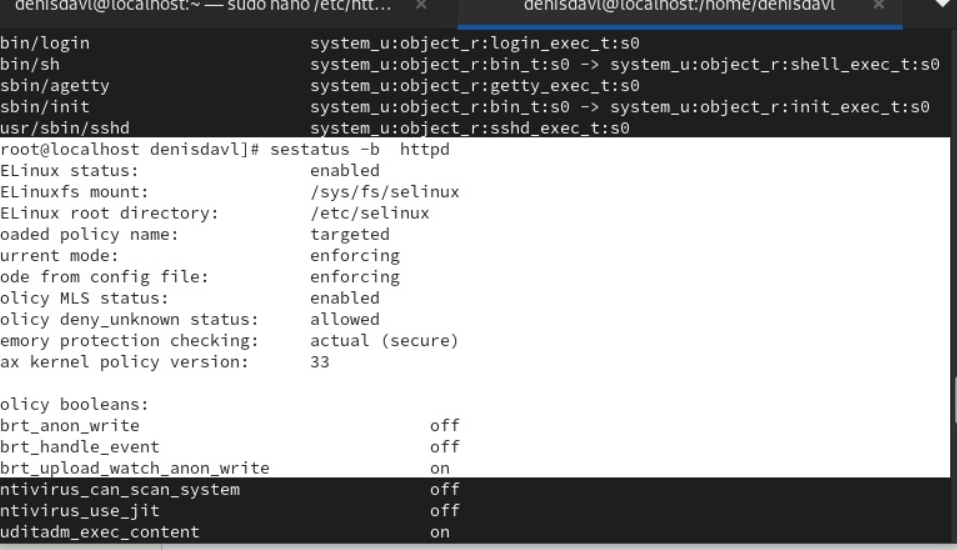 denisdavl@localhost:~ — sudo nano /etc/htt... × denisdavl@localhost:/home/denisdavl ×
bin/login system_u:object_r:login_exec_t:s0
bin/sh system_u:object_r:bin_t:s0 -> system_u:object_r:shell_exec_t:s0
sbin/agetty system_u:object_r:getty_exec_t:s0
sbin/init system_u:object_r:bin_t:s0 -> system_u:object_r:init_exec_t:s0
usr/sbin/sshd system_u:object_r:sshd_exec_t:s0
root@localhost denisdavl]# sestatus -b  httpd
ELinux status: enabled
ELinuxfs mount: /sys/fs/selinux
ELinux root directory: /etc/selinux
oaded policy name: targeted
urrent mode: enforcing
ode from config file: enforcing
olicy MLS status: enabled
olicy deny_unknown status: allowed
emory protection checking: actual (secure)
ax kernel policy version: 33
olicy booleans:
brt_anon_write off
brt_handle_event off
brt_upload_watch_anon_write on
ntivirus_can_scan_system off
ntivirus_use_jit off
uditadm_exec_content on